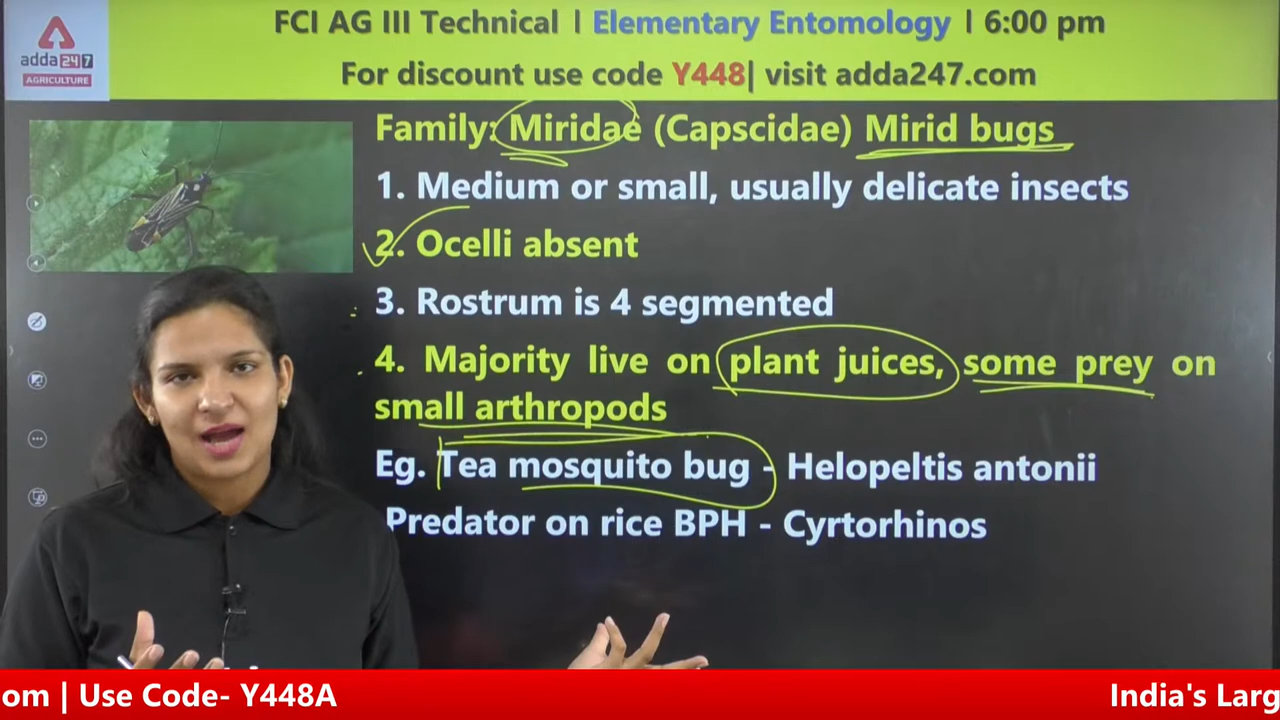 FCI AG III Technical | Elementary Entomology | 6:00 pm
For discount use code Y448| visit adda247.com
adda247
AGRICULTURE
Family: Miridae (Capscidae) Mirid bugs
1. Medium or small, usually delicate insects
2. Ocelli absent
3. Rostrum is 4 segmented
4. Majority live on plant juices, some prey on
small arthropods
Eg. Tea mosquito bug - Helopeltis antonii
Predator on rice BPH - Cyrtorhinos
om | Use Code- Y448A
India's Larg